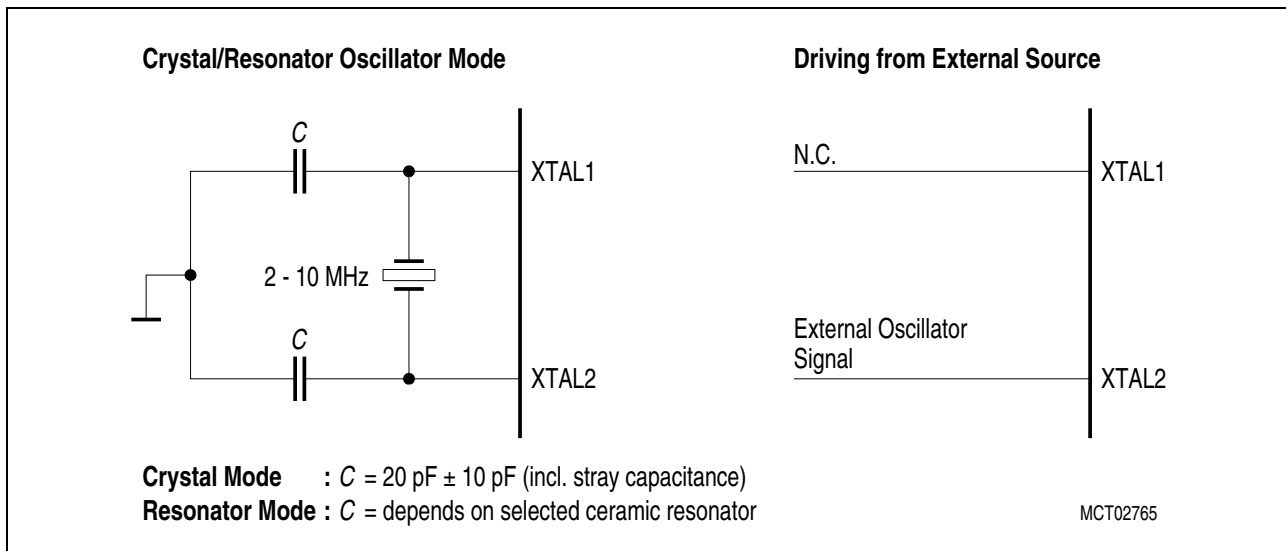 Crystal/Resonator Oscillator Mode
C
XTAL1
2 - 10 MHz
C
XTAL2
Driving from External Source
N.C.
XTAL1
External Oscillator
Signal
XTAL2
Crystal Mode : C = 20 pF ± 10 pF (incl. stray capacitance)
Resonator Mode : C = depends on selected ceramic resonator
MCT02765